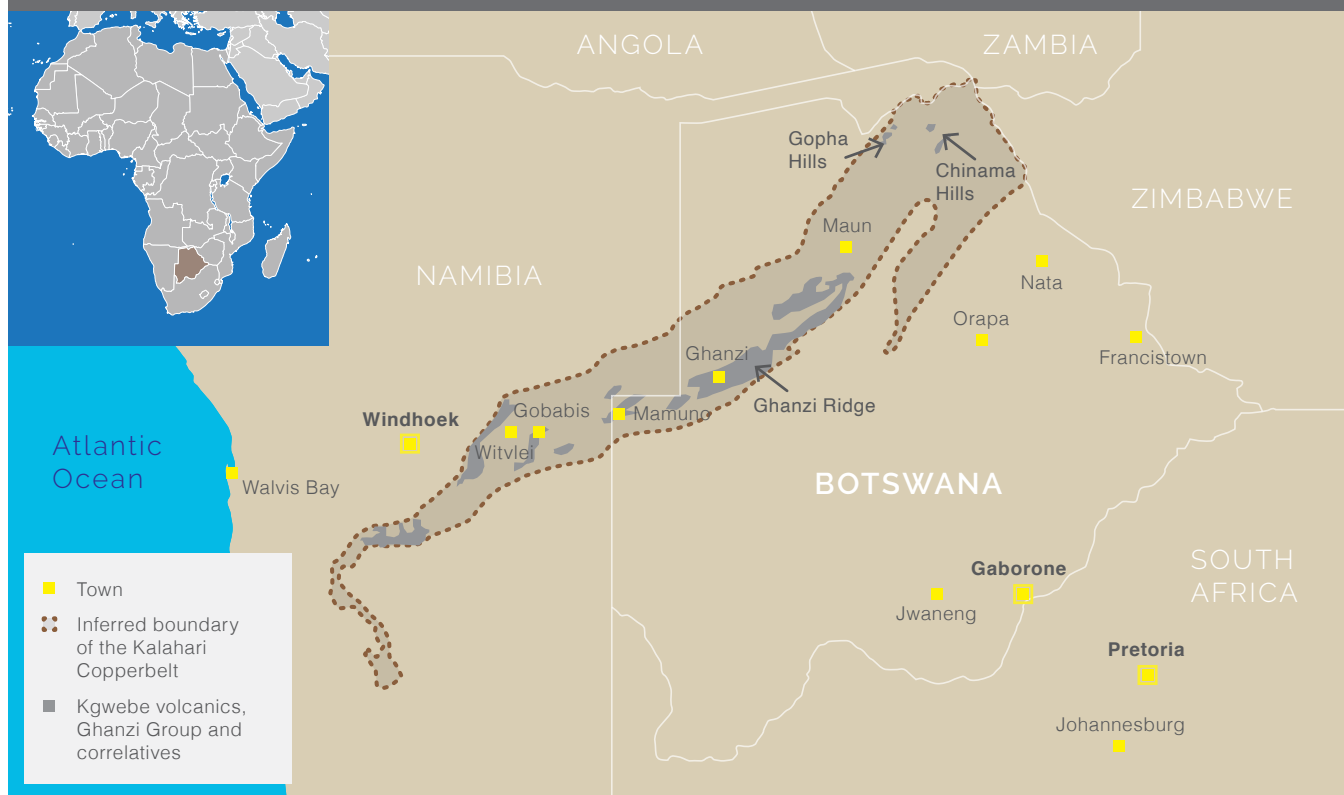 ANGOLA
ZAMBIA
Gopha
Hills
Chinama
Hills
ZIMBABWE
Maun
NAMIBIA
Nata
Orapa
Ghanzi
Francistown
Ghanzi Ridge
Windhoek
Gobabis
Mamuno
Witvlei
Atlantic
Ocean
Walvis Bay
BOTSWANA
SOUTH
AFRICA
Gaborone
Jwaneng
Pretoria
Johannesburg
Town
Inferred boundary
of the Kalahari
Copperbelt
Kgwebe volcanics,
Ghanzi Group and
correlatives